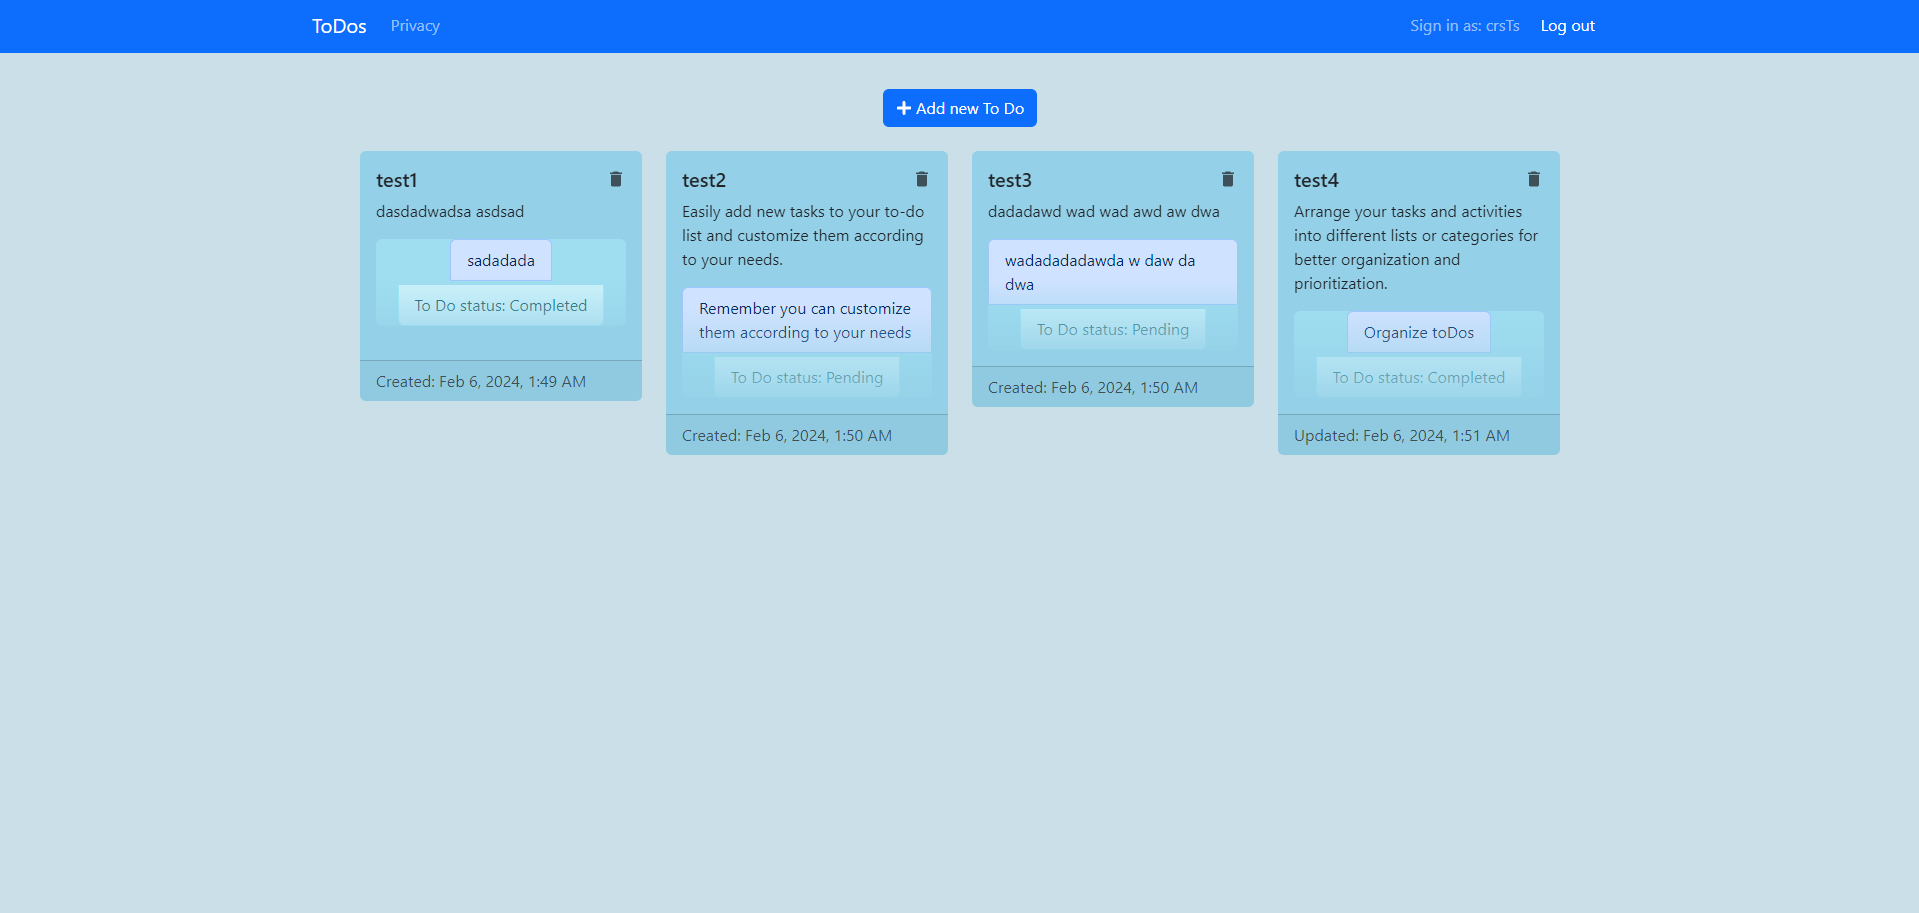 ToDos Privacy Sign in as: crsTs Log out
Add new To Do
test1
dasdadwadsa asdsad
sadadada
To Do status: Completed
Created: Feb 6, 2024, 1:49 AM
test2
Easily add new tasks to your to-do
list and customize them according
to your needs.
Remember you can customize
them according to your needs
To Do status: Pending
Created: Feb 6, 2024, 1:50 AM
test3
dadadawd wad wad awd aw dwa
wadadadadawda w daw da
dwa
To Do status: Pending
Created: Feb 6, 2024, 1:50 AM
test4
Arrange your tasks and activities
into different lists or categories for
better organization and
prioritization.
Organize toDos
To Do status: Completed
Updated: Feb 6, 2024, 1:51 AM